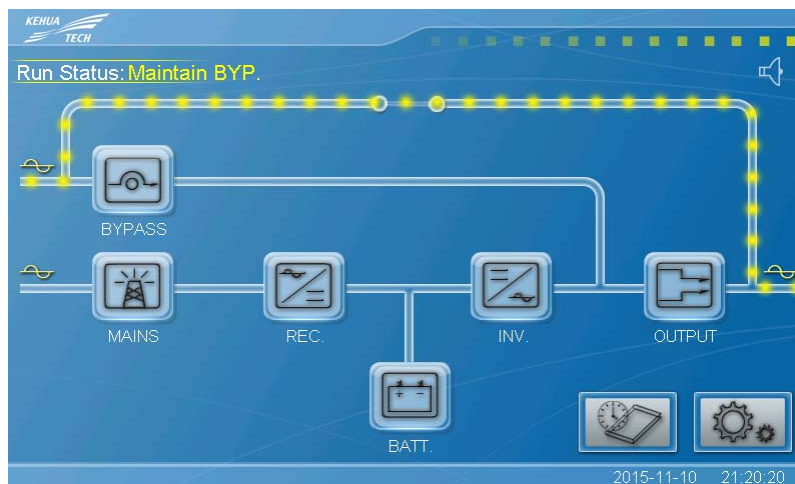 KEHUA
TECH
Run Status: Maintain BYP.
BYPASS
MAINS
REC.
INV.
OUTPUT
BATT.
2015-11-10 21:20:20